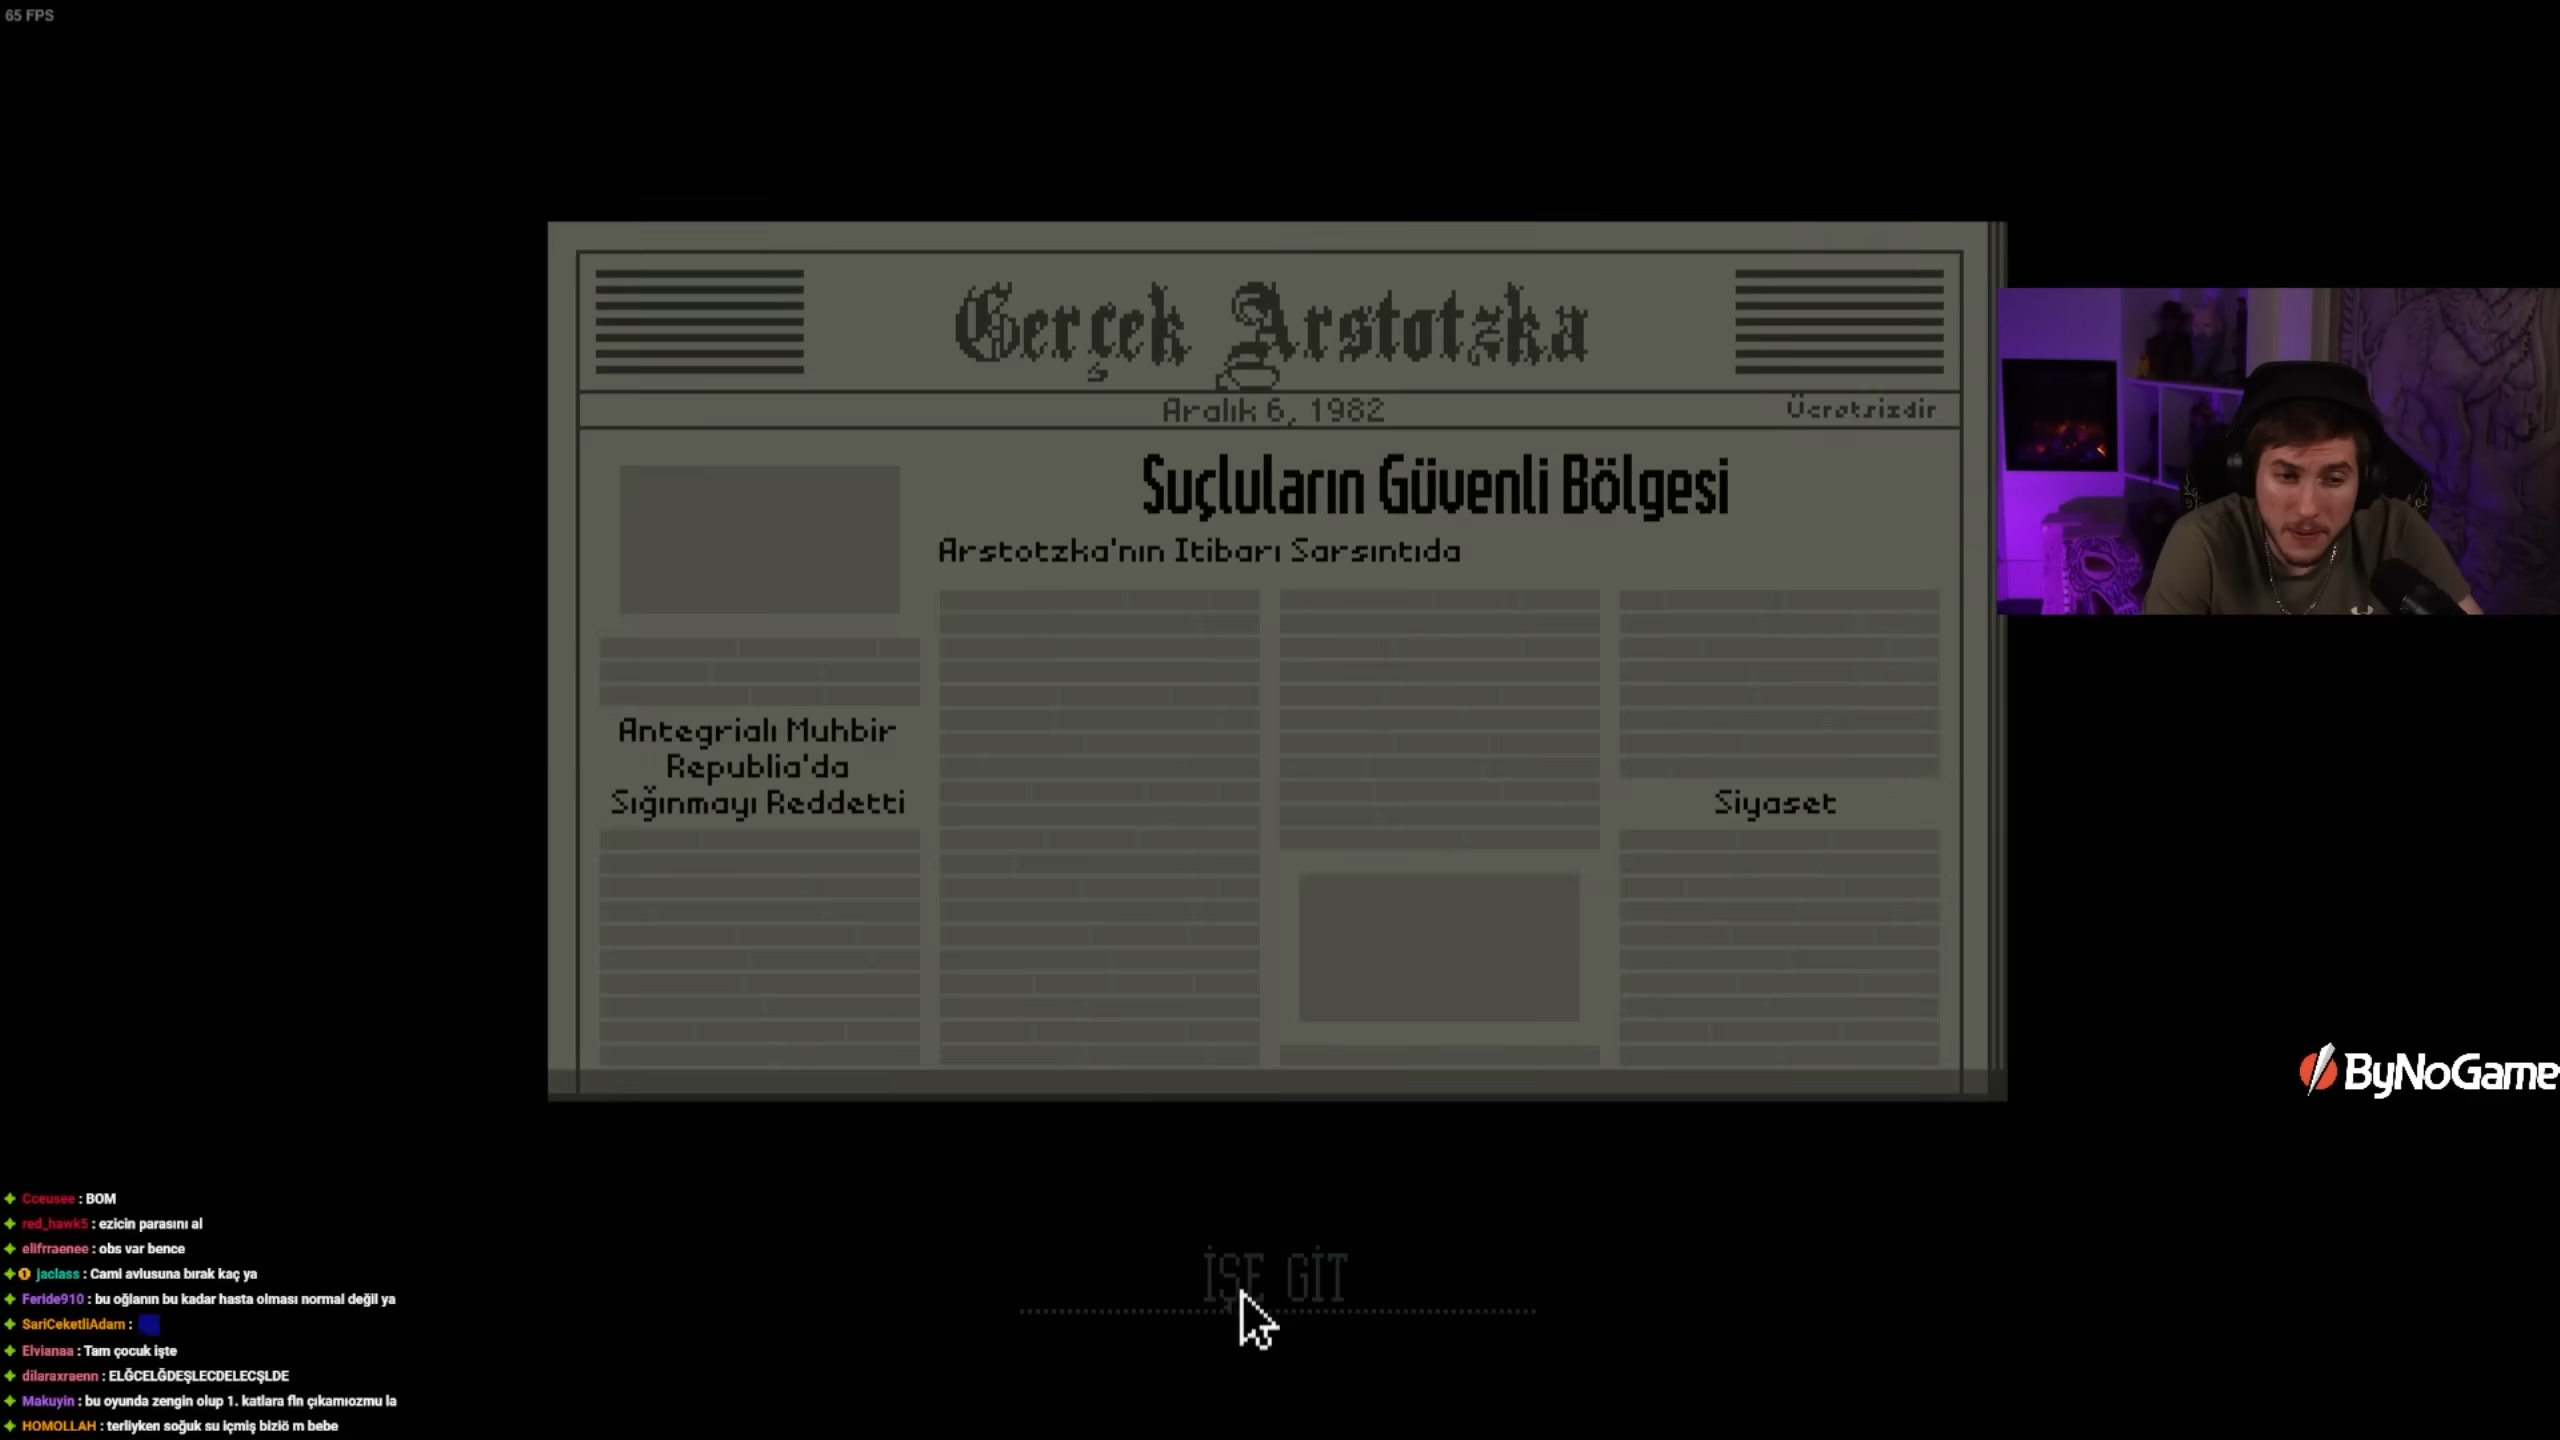 65 FPS
Gerçek Arstotzka
Aralık 6, 1982
Ücretsizdir
Suçluların Güvenli Bölgesi
Arstotzka'nın Itibarı Sarsıntıda
Antegrialı Muhbir
Republia'da
Sığınmayı Reddetti
Siyaset
ByNoGame
İŞE GİT
Cceusee : BOM
red_hawk5 : ezicin parasını al
elifrraenee : obs var bence
jaclass : Cami avlusuna bırak kaç ya
Feride910 : bu oğlanın bu kadar hasta olması normal değil ya
SariCeketliAdam :
Elvianaa : Tam çocuk işte
dilaraxraenn : ELĞCELĞDEŞLECDELECŞLDE
Makuyin : bu oyunda zengin olup 1. katlara fln çıkamıozmu la
HOMOLLAH : terliyken soğuk su içmiş biziö m bebe